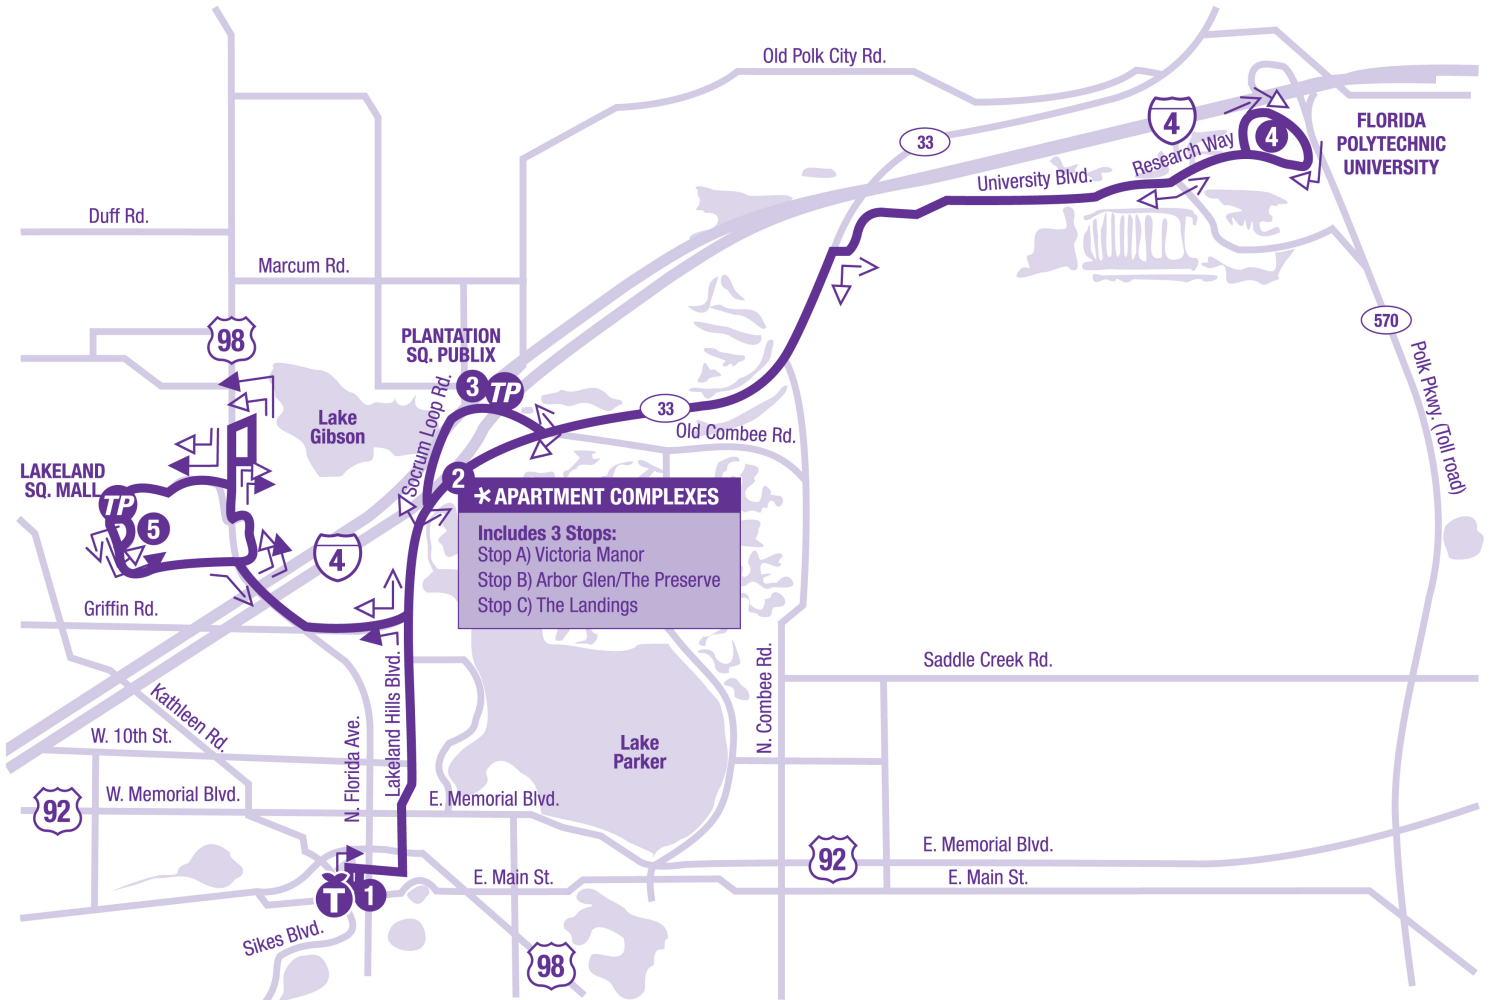 Old Polk City Rd.
4
33
Research Way
4
FLORIDA
POLYTECHNIC
UNIVERSITY
University Blvd.
Duff Rd.
Marcum Rd.
98
PLANTATION
SQ. PUBLIX
3
TP
570
Polk Pkwy. (Toll road)
Lake
Gibson
Socrum Loop Rd.
33
Old Combee Rd.
LAKELAND
SQ. MALL
TP
5
2
*APARTMENT COMPLEXES
Includes 3 Stops:
Stop A) Victoria Manor
Stop B) Arbor Glen/The Preserve
Stop C) The Landings
4
Griffin Rd.
Lakeland Hills Blvd.
N. Combee Rd.
Saddle Creek Rd.
Kathleen Rd.
W. 10th St.
N. Florida Ave.
Lake
Parker
92
W. Memorial Blvd.
E. Memorial Blvd.
92
E. Memorial Blvd.
E. Main St.
E. Main St.
T
1
Sikes Blvd.
98